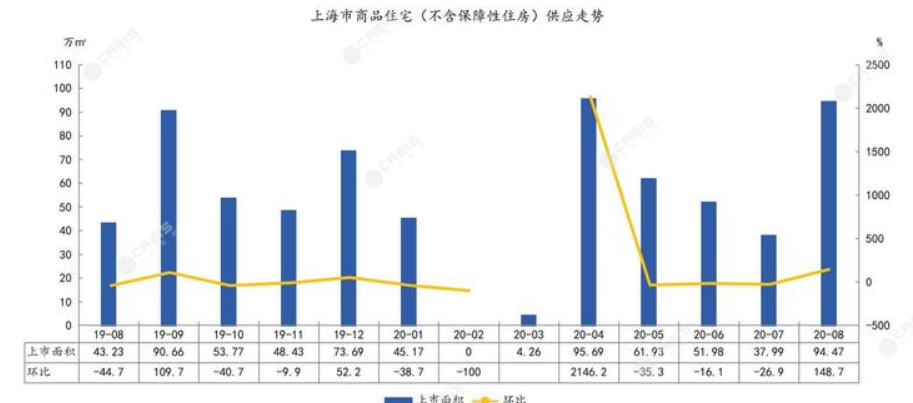 上海市商品住宅（不含保障性住房）供应走势
万㎡ %
110 2500
100
90 2000
80
70 1500
60
50 1000
40
30 500
20 0
10
0 -500
19-08 19-09 19-10 19-11 19-12 20-01 20-02 20-03 20-04 20-05 20-06 20-07 20-08
上市面积 43.23 90.66 53.77 48.43 73.69 45.17 0 4.26 95.69 61.93 51.98 37.99 94.47
环比 -44.7 109.7 -40.7 -9.9 52.2 -38.7 -100 2146.2 -35.3 -16.1 -26.9 148.7
上市面积 环比
CREIS
CREIS
CREIS
CREIS
CREIS